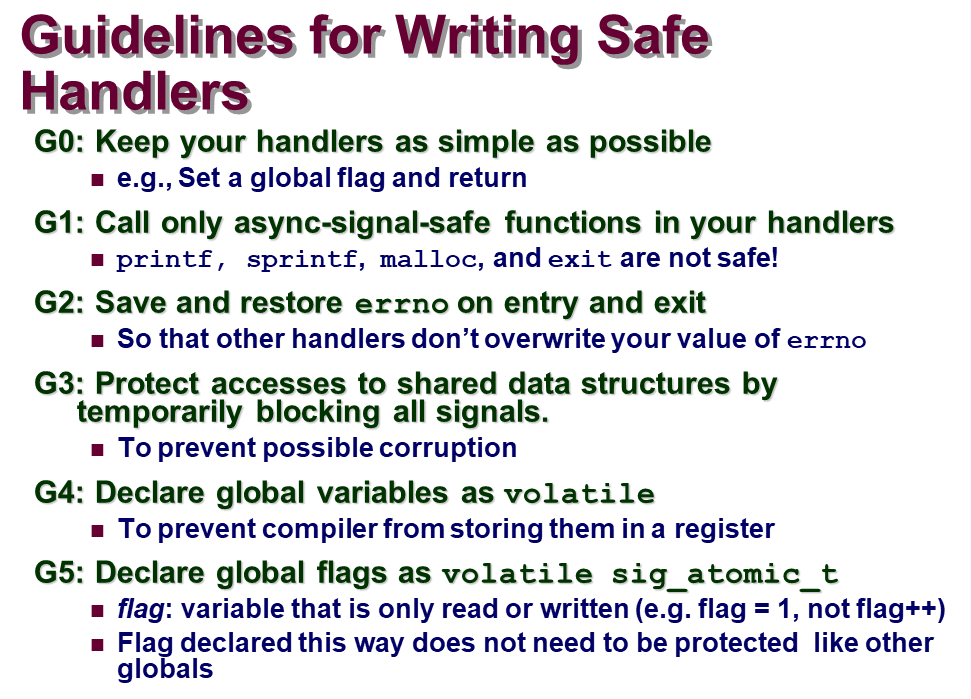 Guidelines for Writing Safe
Handlers
G0: Keep your handlers as simple as possible
■ e.g., Set a global flag and return
G1: Call only async-signal-safe functions in your handlers
■ printf, sprintf, malloc, and exit are not safe!
G2: Save and restore errno on entry and exit
■ So that other handlers don’t overwrite your value of errno
G3: Protect accesses to shared data structures by
temporarily blocking all signals.
■ To prevent possible corruption
G4: Declare global variables as volatile
■ To prevent compiler from storing them in a register
G5: Declare global flags as volatile sig_atomic_t
■ flag: variable that is only read or written (e.g. flag = 1, not flag++)
■ Flag declared this way does not need to be protected like other
globals